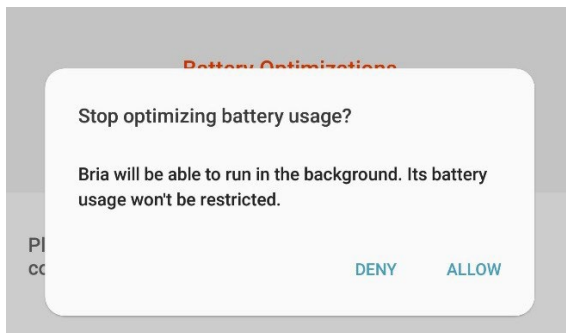 Battery Optimizations
Stop optimizing battery usage?
Bria will be able to run in the background. Its battery
usage won't be restricted.
DENY ALLOW